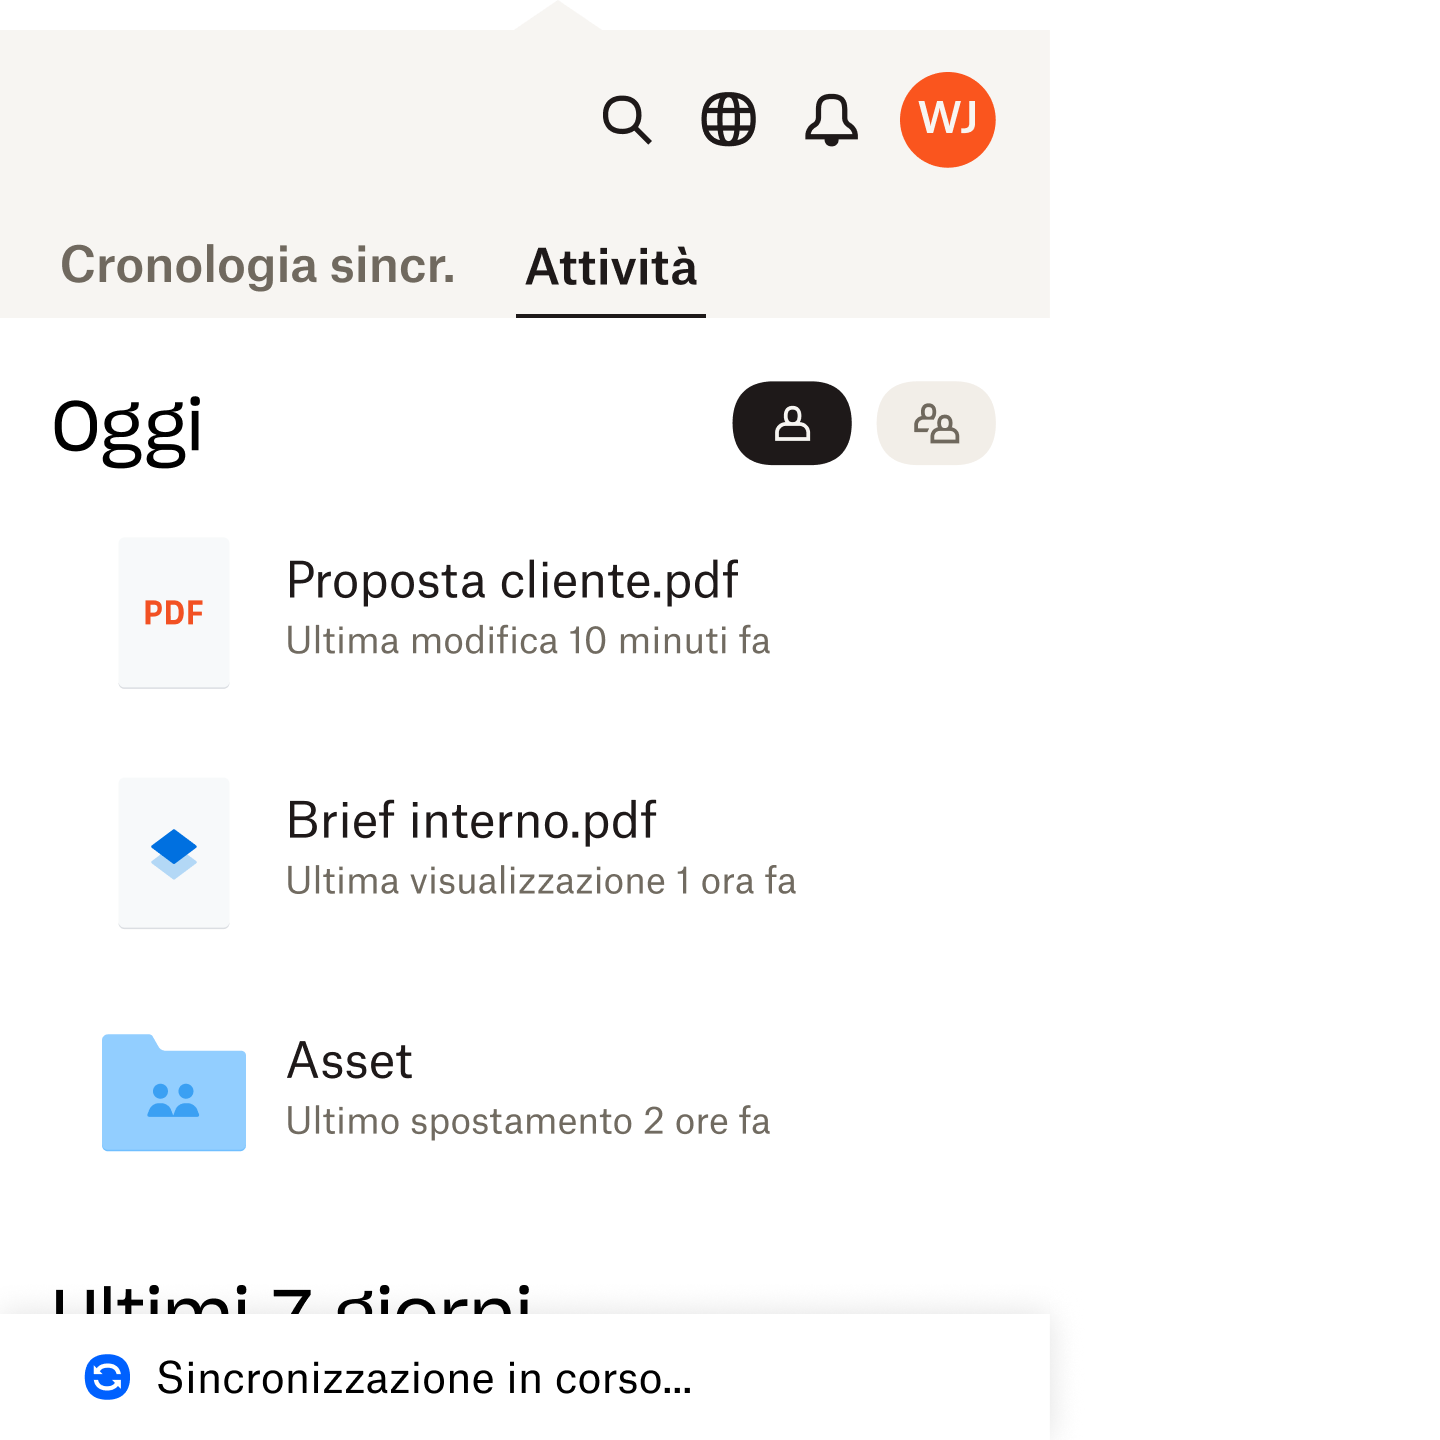 WJ
Cronologia sincr. Attività
Oggi
PDF
Proposta cliente.pdf
Ultima modifica 10 minuti fa
Brief interno.pdf
Ultima visualizzazione 1 ora fa
Asset
Ultimo spostamento 2 ore fa
Ultimi 7 giorni
Sincronizzazione in corso...